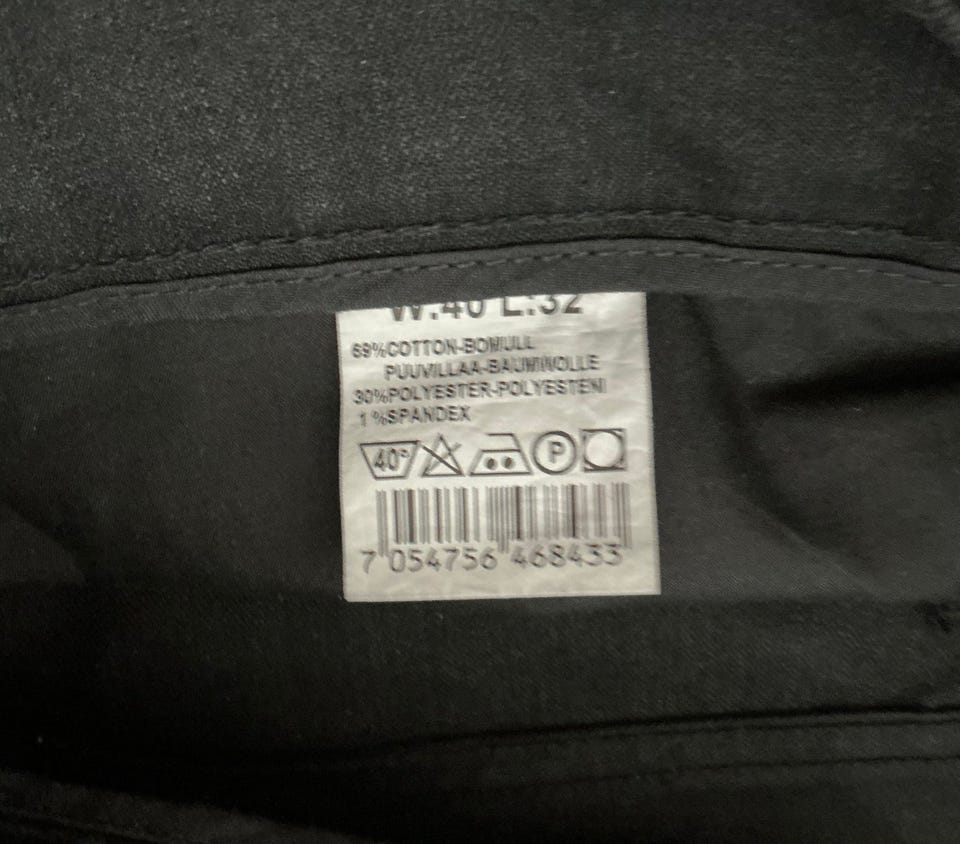 W:40 L:32
69%COTTON-BOMULL
PUUVILLAA-BAUMWOLLE
30%POLYESTER-POLYESTENI
1%SPANDEX
40° P
7 054756 468433